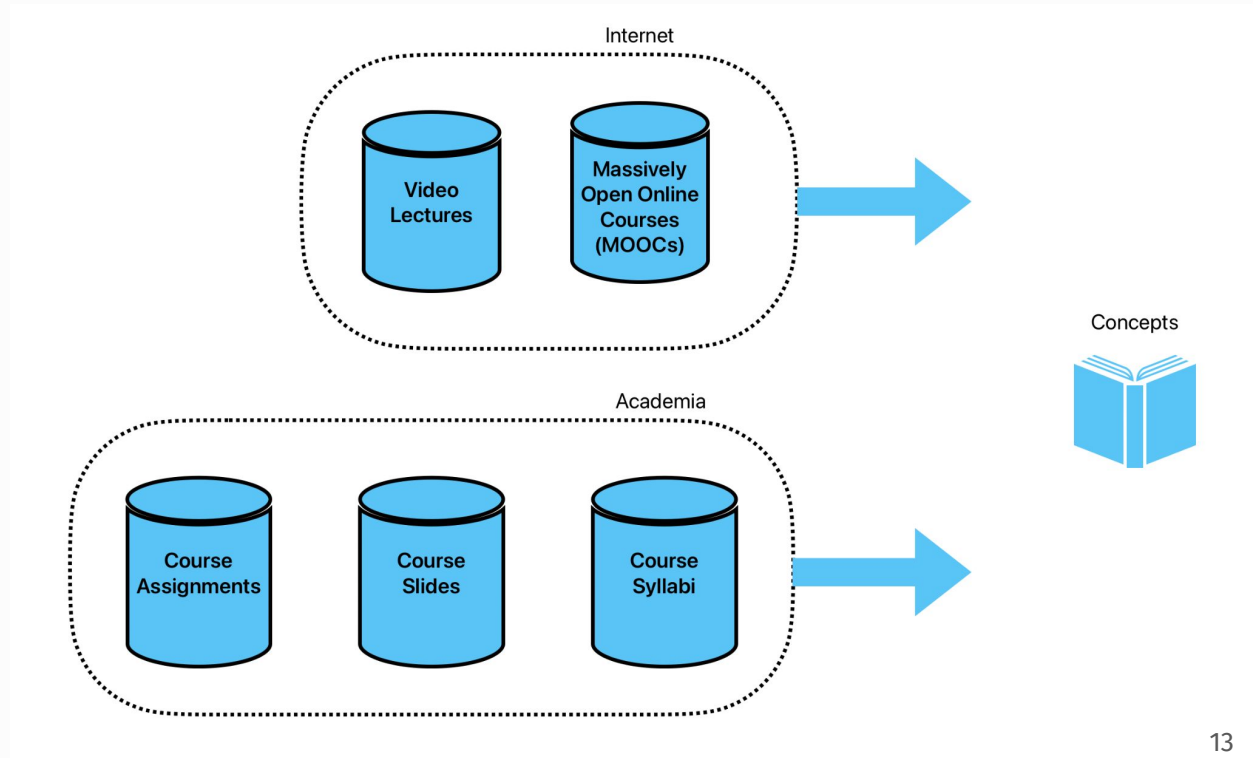 Internet
Video
Lectures
Massively
Open Online
Courses
(MOOCs)
Concepts
Academia
Course
Assignments
Course
Slides
Course
Syllabi
13